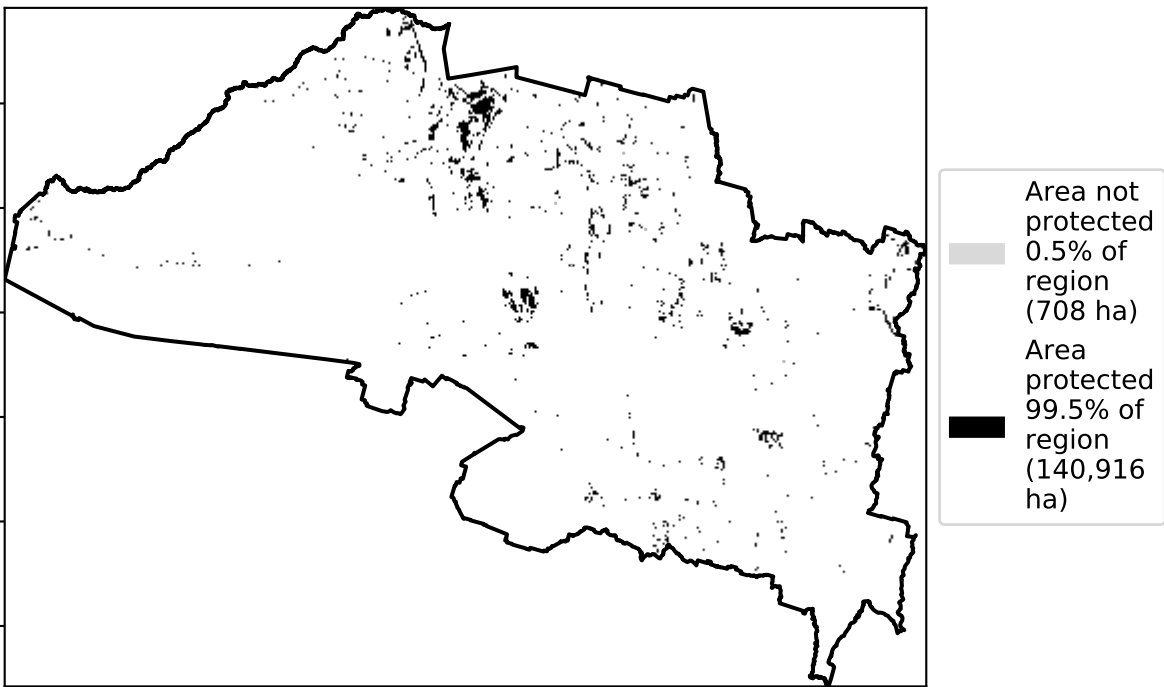 Area not
protected
0.5% of
region
(708 ha)
Area
protected
99.5% of
region
(140,916
ha)